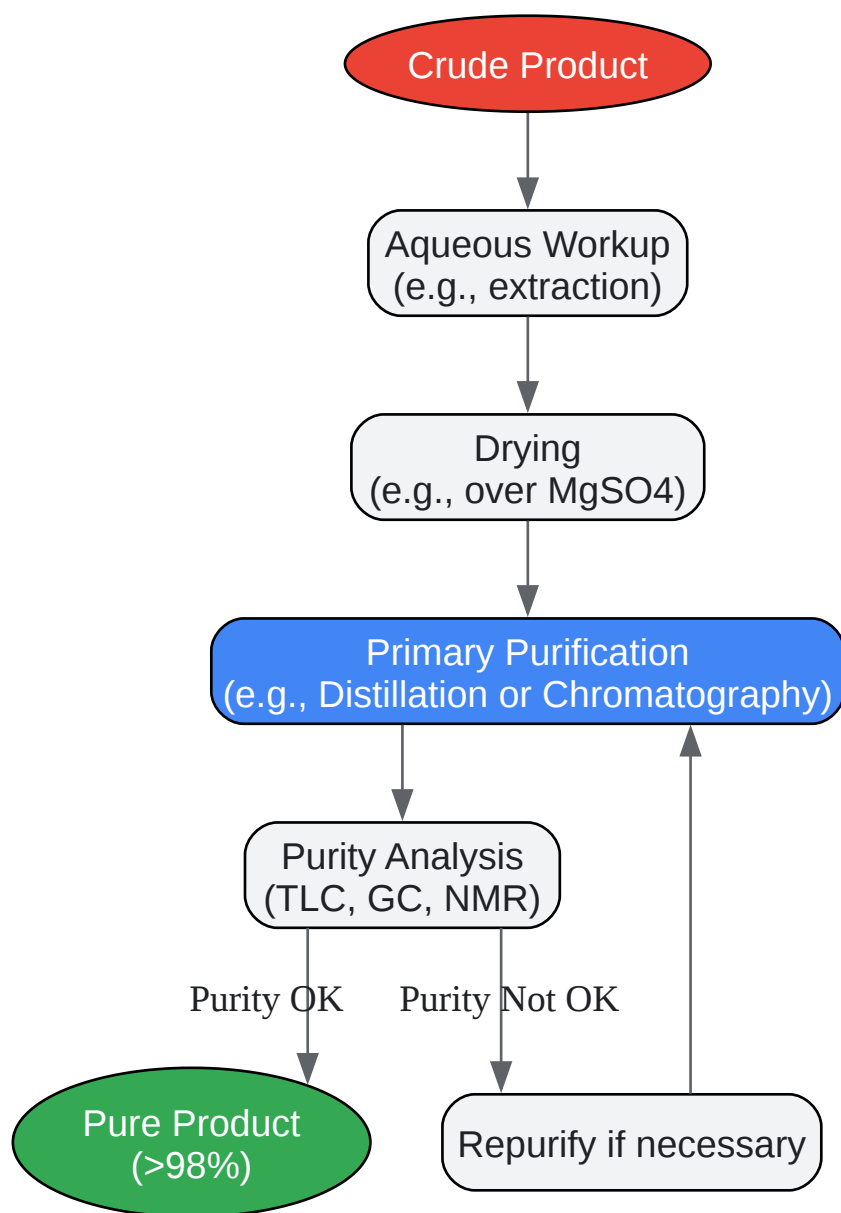 Crude Product
Aqueous Workup
(e.g., extraction)
Drying
(e.g., over MgSO4)
Primary Purification
(e.g., Distillation or Chromatography)
Purity Analysis
(TLC, GC, NMR)
Purity OK
Purity Not OK
Pure Product
(>98%)
Repurify if necessary